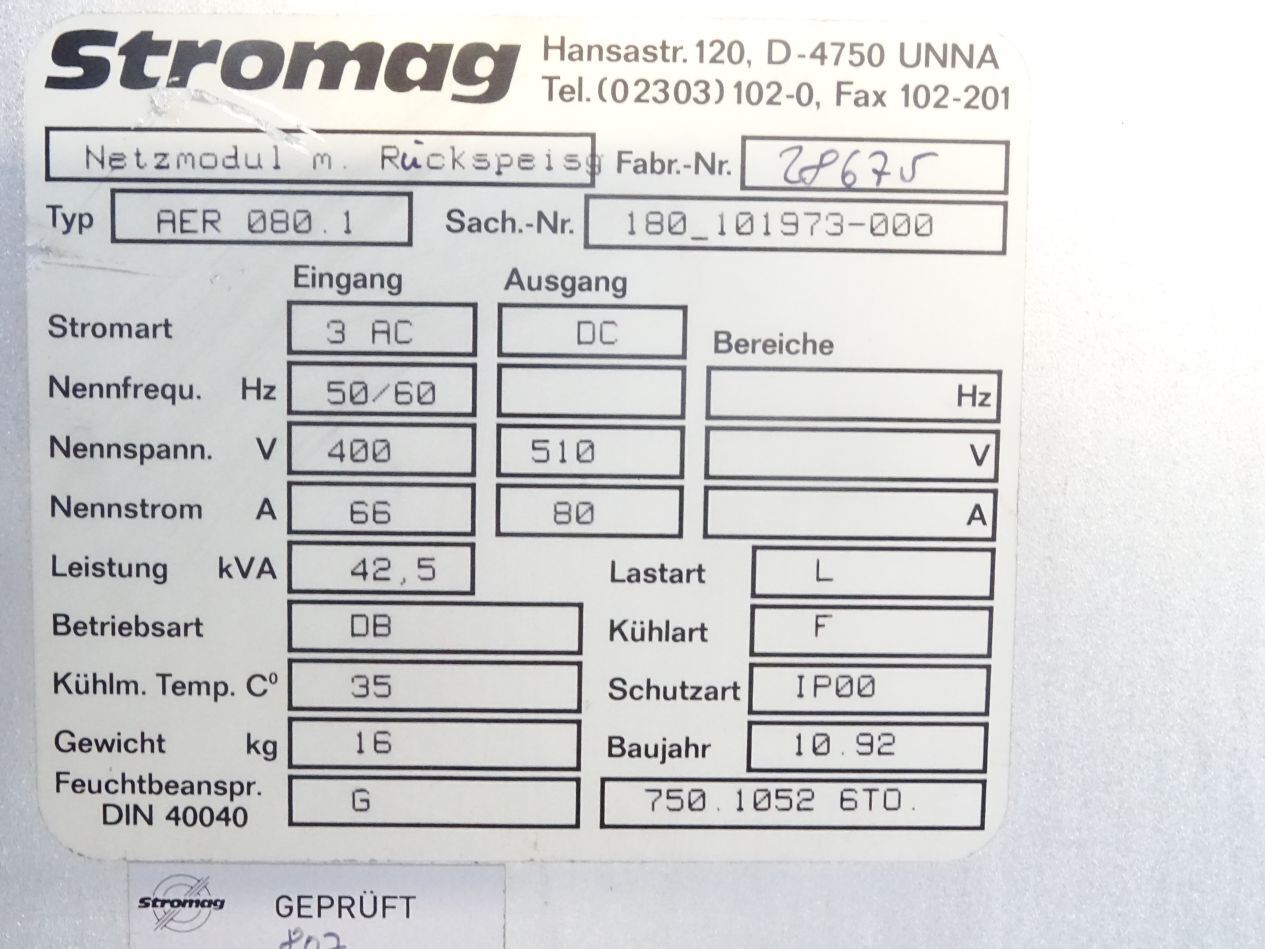 Stromag
Hansastr. 120, D-4750 UNNA
Tel. (02303) 102-0, Fax 102-201
Netzmodul m. Rückspeisg
Fabr.-Nr. 28675
Typ AER 080.1
Sach.-Nr. 180_101973-000
Eingang Ausgang
Stromart 3 AC DC
Bereiche
Nennfrequ. Hz 50/60 Hz
Nennspann. V 400 510 V
Nennstrom A 66 80 A
Leistung kVA 42,5 Lastart L
Betriebsart DB Kühlart F
Kühlm. Temp. C⁰ 35 Schutzart IP00
Gewicht kg 16 Baujahr 10.92
Feuchtbeanspr.
DIN 40040 G 750.1052 6TO.
Stromag GEPRÜFT